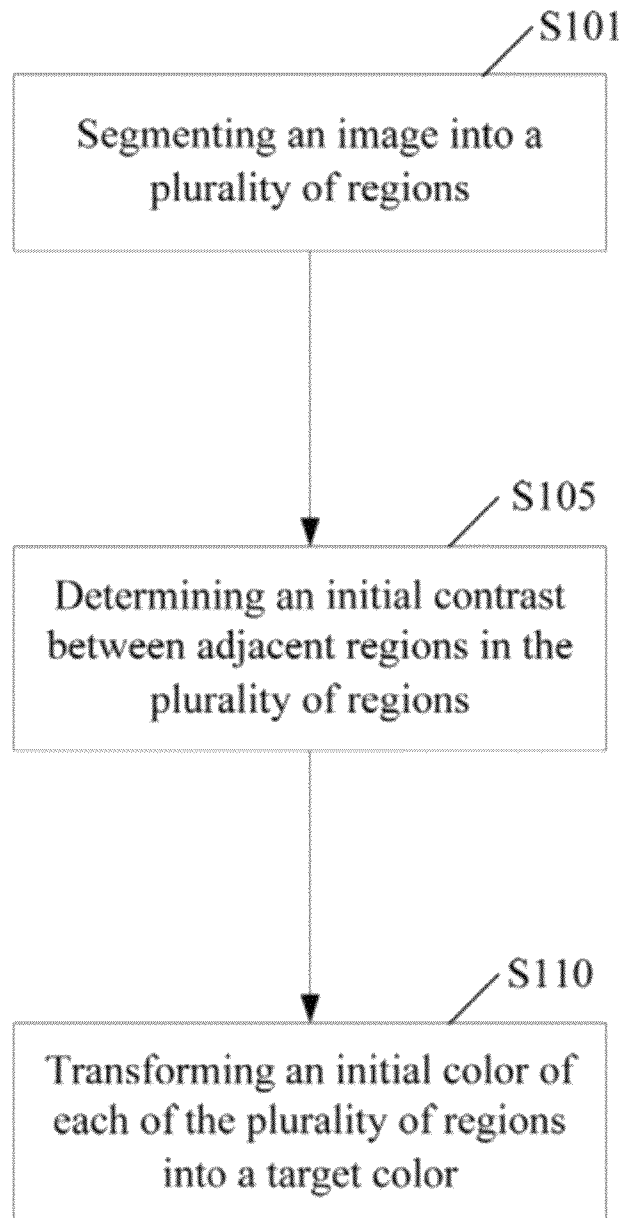 S101
Segmenting an image into a
plurality of regions
S105
Determining an initial contrast
between adjacent regions in the
plurality of regions
S110
Transforming an initial color of
each of the plurality of regions
into a target color